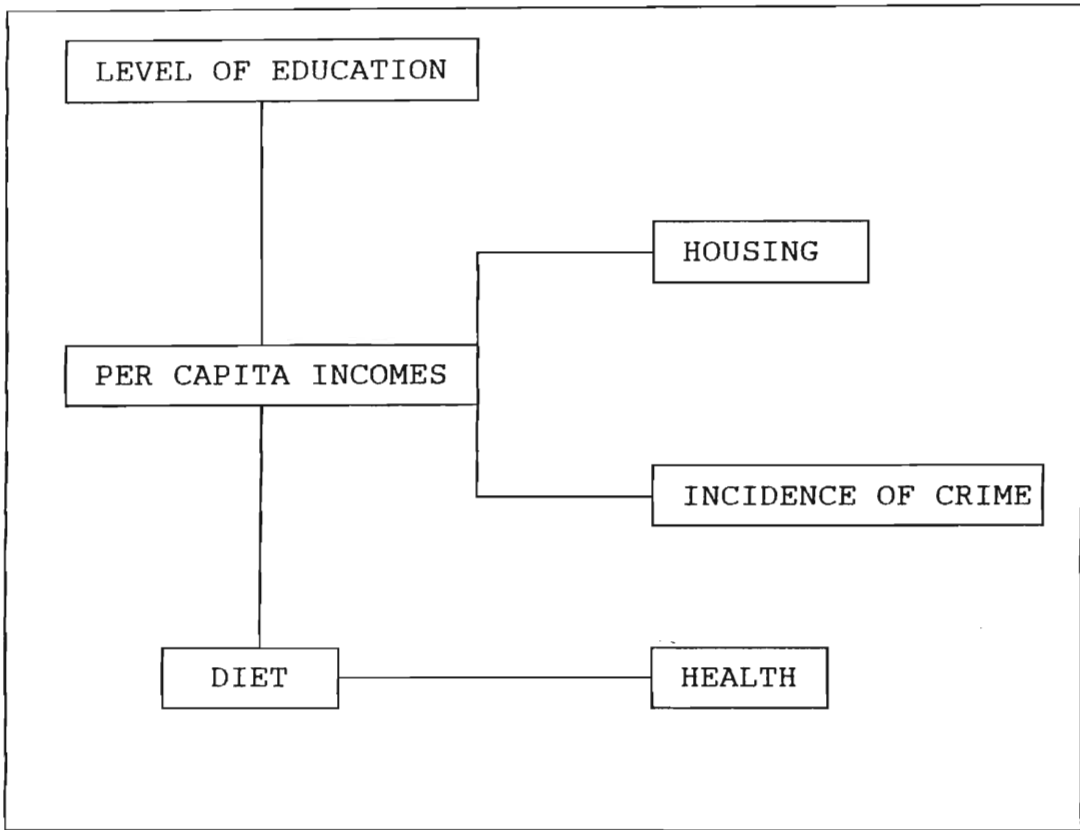 LEVEL OF EDUCATION
HOUSING
PER CAPITA INCOMES
INCIDENCE OF CRIME
DIET
HEALTH